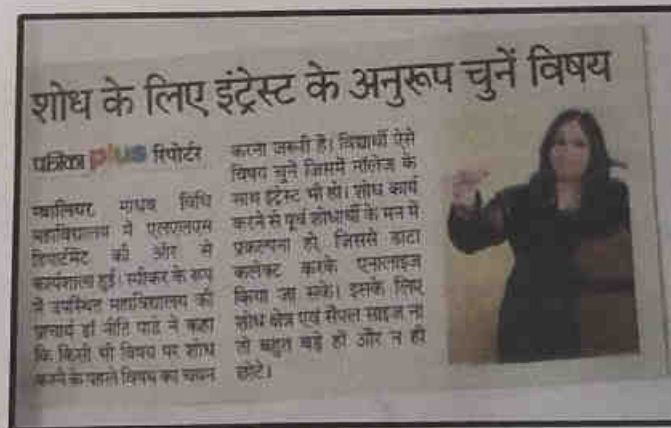 शोध के लिए इंट्रेस्ट के अनुरूप चुनें विषय
पत्रिका plus रिपोर्टर
ग्वालियर. माधव विधि
महाविद्यालय में एलएलएम
डिपार्टमेंट की ओर से
कार्यशाला हुई। स्पीकर के रूप
में उपस्थित महाविद्यालय की
प्राचार्य डॉ नीति पांडे ने कहा
कि किसी भी विषय पर शोध
करने के पहले विषय का चयन
करना जरूरी है। विद्यार्थी ऐसे
विषय चुनें जिसमें नॉलेज के
साथ इंट्रेस्ट भी हो। शोध कार्य
करने से पूर्व शोधार्थी के मन में
प्रकल्पना हो, जिससे डाटा
कलेक्ट करके एनालाइज
किया जा सके। इसके लिए
शोध क्षेत्र एवं सैंपल साइज ना
तो बहुत बड़े हों और न ही
छोटे।